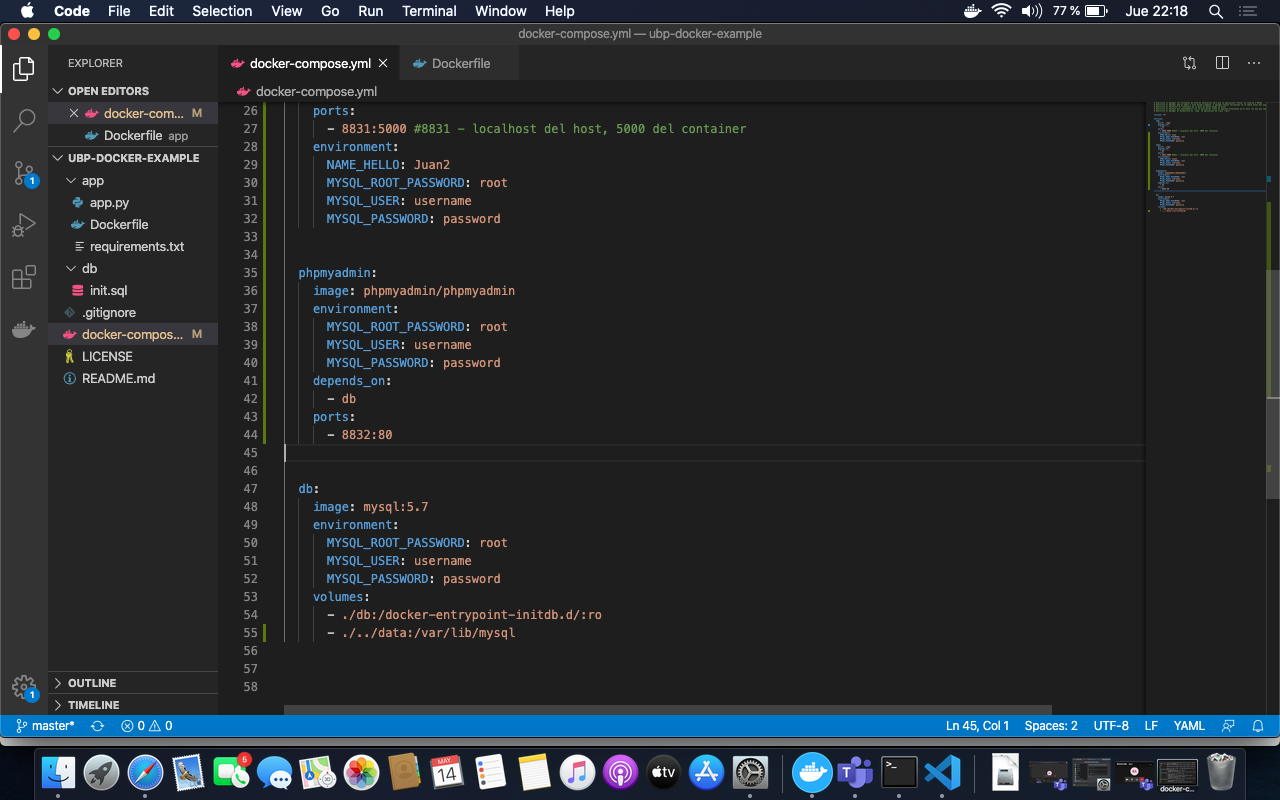 Code File Edit Selection View Go Run Terminal Window Help 77 % Jue 22:18
docker-compose.yml — ubp-docker-example
EXPLORER
OPEN EDITORS
docker-com... M
Dockerfile app
UBP-DOCKER-EXAMPLE
app
app.py
Dockerfile
requirements.txt
db
init.sql
.gitignore
docker-compos... M
LICENSE
README.md
OUTLINE
TIMELINE
1
1
docker-compose.yml
Dockerfile
docker-compose.yml
26 ports:
27 - 8831:5000 #8831 - localhost del host, 5000 del container
28 environment:
29 NAME_HELLO: Juan2
30 MYSQL_ROOT_PASSWORD: root
31 MYSQL_USER: username
32 MYSQL_PASSWORD: password
33
34
35 phpmyadmin:
36 image: phpmyadmin/phpmyadmin
37 environment:
38 MYSQL_ROOT_PASSWORD: root
39 MYSQL_USER: username
40 MYSQL_PASSWORD: password
41 depends_on:
42 - db
43 ports:
44 - 8832:80
45
46
47 db:
48 image: mysql:5.7
49 environment:
50 MYSQL_ROOT_PASSWORD: root
51 MYSQL_USER: username
52 MYSQL_PASSWORD: password
53 volumes:
54 - ./db:/docker-entrypoint-initdb.d/:ro
55 - ./../data:/var/lib/mysql
56
57
58
master* 0 0 Ln 45, Col 1 Spaces: 2 UTF-8 LF YAML
5
MAY
14
tv
docker-c...